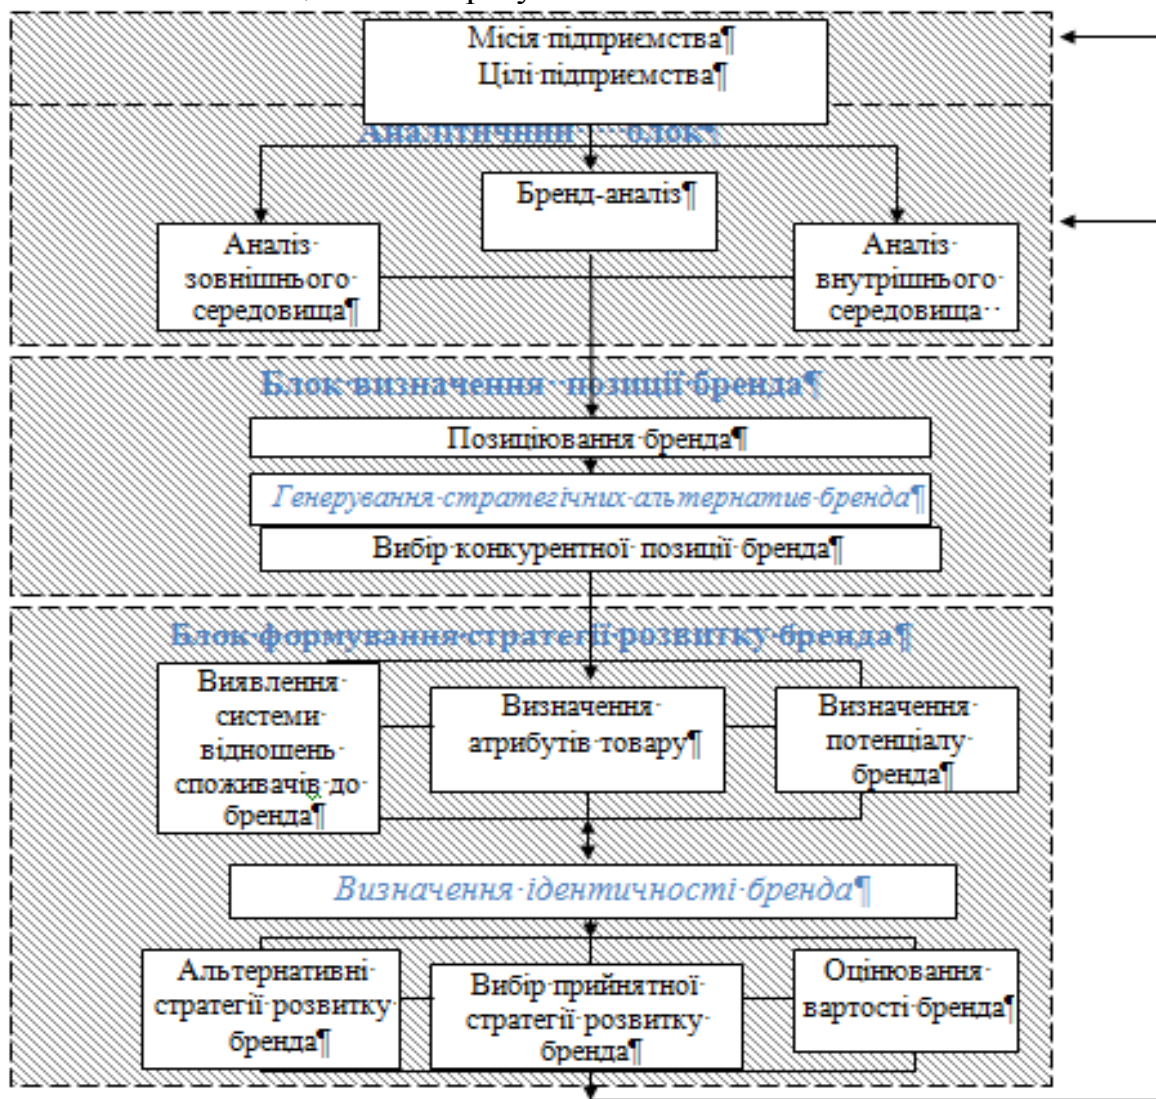 Місія підприємства¶
Цілі підприємства¶
Аналітичний····блок¶
Бренд-аналіз¶
Аналіз·
зовнішнього·
середовища¶
Аналіз·
внутрішнього·
середовища··
Блок·визначення··позиції·бренда¶
Позиціювання·бренда¶
Генерування·стратегічних·альтернатив·бренда¶
Вибір·конкурентної·позиції·бренда¶
Блок·формування·стратегії·розвитку·бренда¶
Виявлення·
системи·
відношень·
споживачів·до·
бренда¶
Визначення·
атрибутів·товару¶
Визначення·
потенціалу·
бренда¶
Визначення·ідентичності·бренда¶
Альтернативні·
стратегії·розвитку·
бренда¶
Вибір·прийнятної·
стратегії·розвитку·
бренда¶
Оцінювання·
вартості·бренда¶